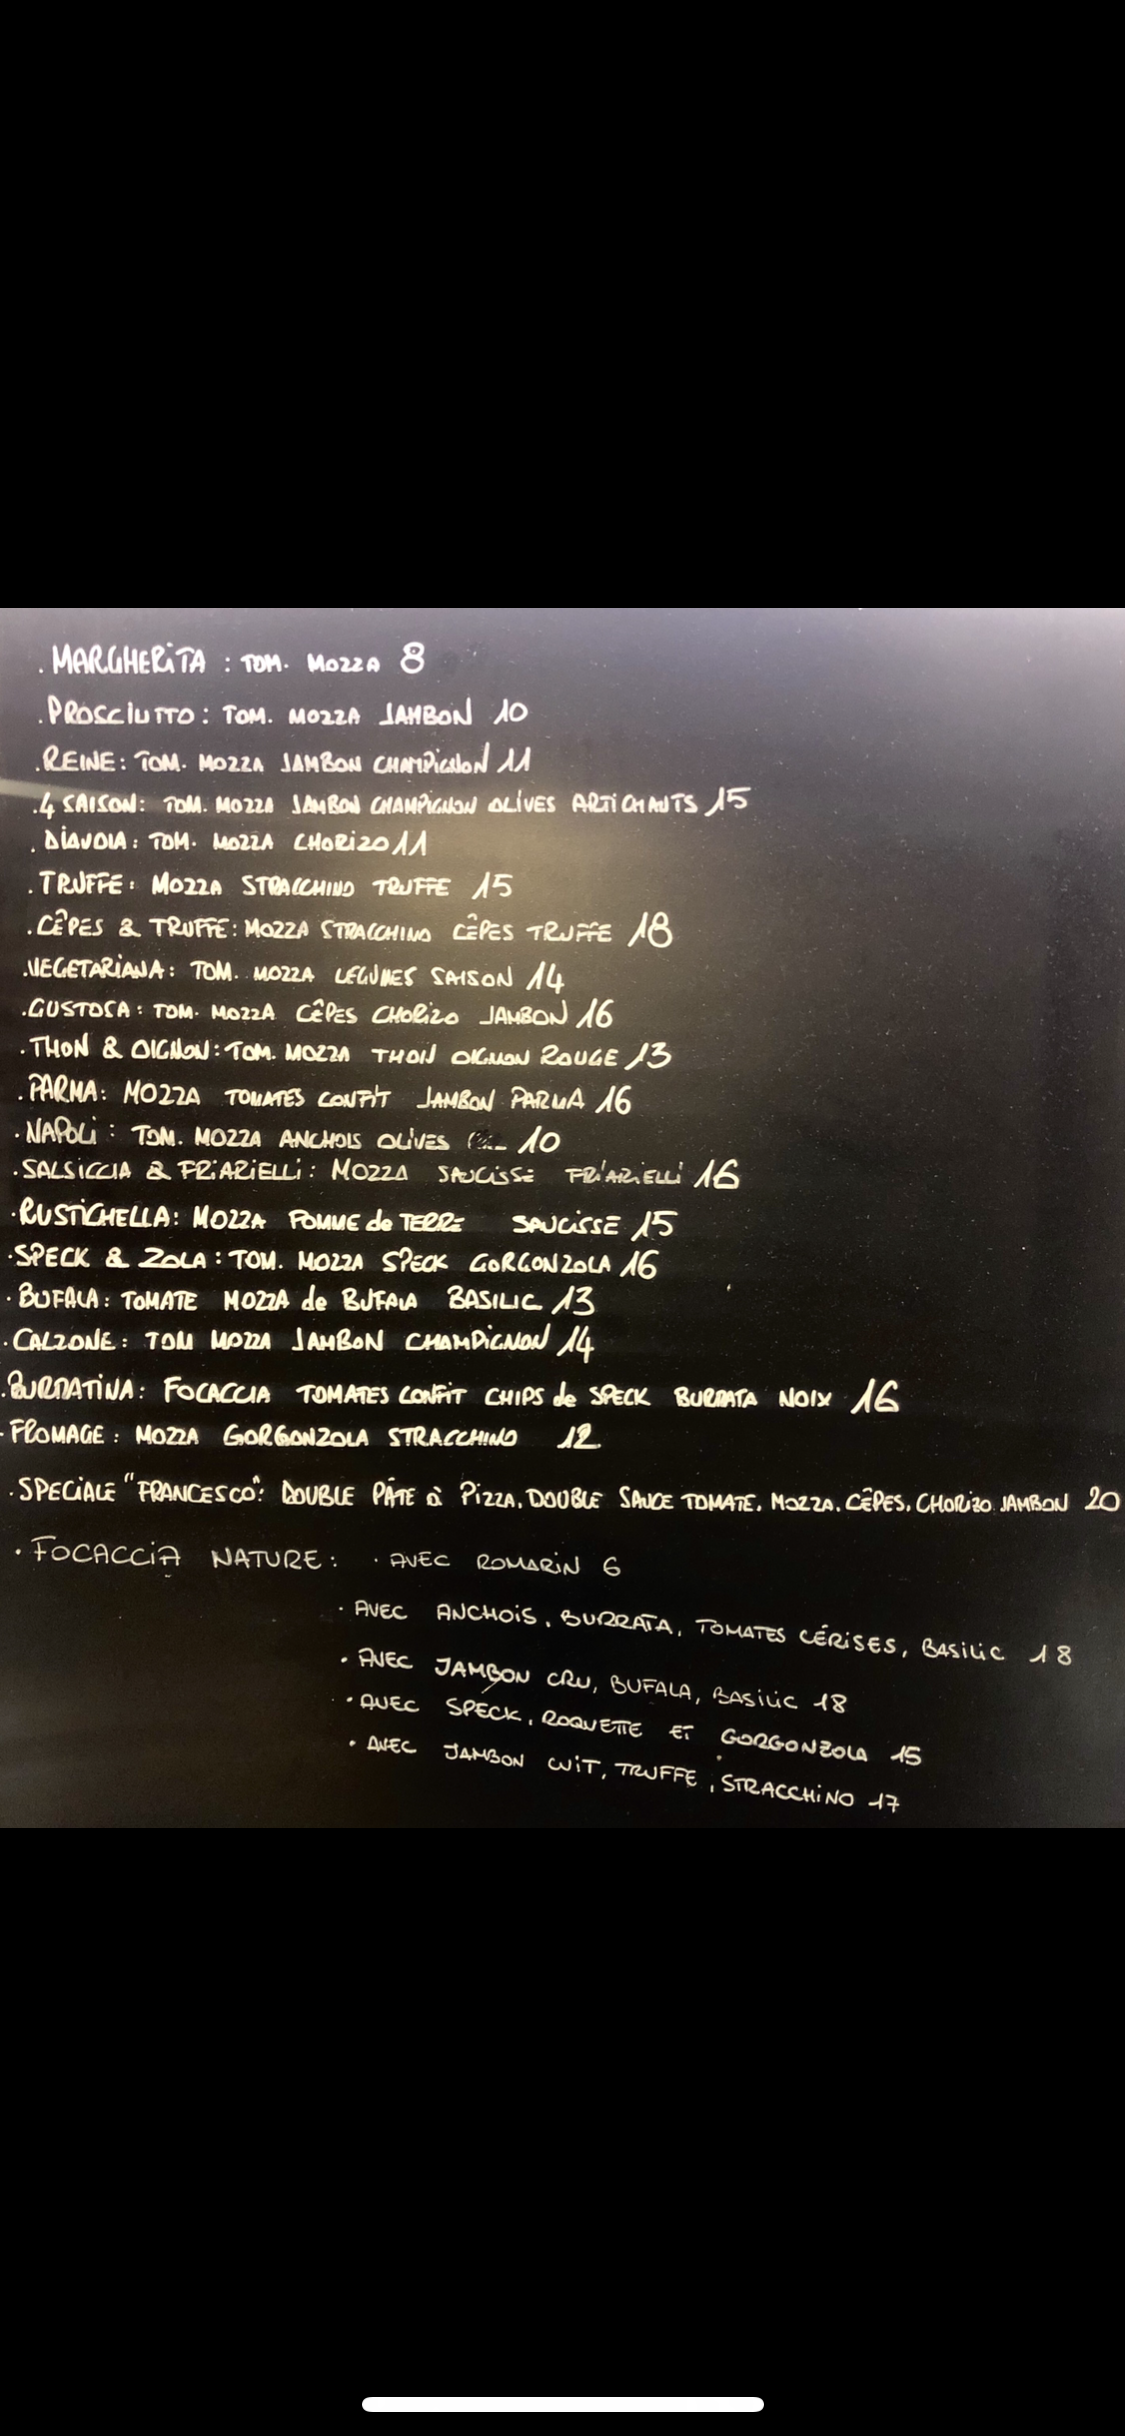 . MARGHERiTA : TOM. MOZZA 8
. PROSCIUTTO : TOM. MOZZA JAMBON 10
. REINE : TOM. MOZZA JAMBON CHAMPiGNON 11
. 4 SAISON : TOM. MOZZA JAMBON CHAMPIGNON OLIVES ARTICHAUTS 15
. DiAVOlA : TOM. MOZZA CHORIZO 11
. TRUFFE : MOZZA STRACCHINO TRUFFE 15
. CÊPES & TRUFFE : MOZZA STRACCHINO CÊPES TRUFFE 18
. VEGETARiANA : TOM. MOZZA LEGUMES SAISON 14
. GUSTOSA : TOM. MOZZA CÊPES CHORIZO JAMBON 16
. THON & OIGNON : TOM. MOZZA THON OIGNON ROUGE 13
. PARMA : MOZZA TOMATES CONFIT JAMBON PARMA 16
. NAPOLi : TOM. MOZZA ANCHOIS OLIVES 10
. SALSICCIA & FRIARIELLI : MOZZA SAUCISSE FRIARIELLI 16
. RUSTICHELLA : MOZZA POMME de TERRE SAUCISSE 15
. SPECK & ZOLA : TOM. MOZZA SPECK GORGONZOLA 16
. BUFALA : TOMATE MOZZA de BUFALA BASILIC 13
. CALZONE : TOM MOZZA JAMBON CHAMPiGNON 14
. BURRATINA : FOCACCIA TOMATES CONFIT CHIPS de SPECK BURRATA NOIX 16
. FROMAGE : MOZZA GORGONZOLA STRACCHINO 12
. SPECiALE "FRANCESCO" : DOUBLE PÂTE à PiZZA, DOUBLE SAUCE TOMATE, MOZZA, CÊPES, CHORIZO JAMBON 20
. FOCACCiA NATURE : . AVEC ROMARiN 6
. AVEC ANCHOiS, BURRATA, TOMATES CÉRiSES, BASiLiC 18
. AVEC JAMBON CRU, BUFALA, BASiLiC 18
. AVEC SPECK, ROQUETTE ET GORGONZOLA 15
. AVEC JAMBON CUiT, TRUFFE, STRACCHiNO 17